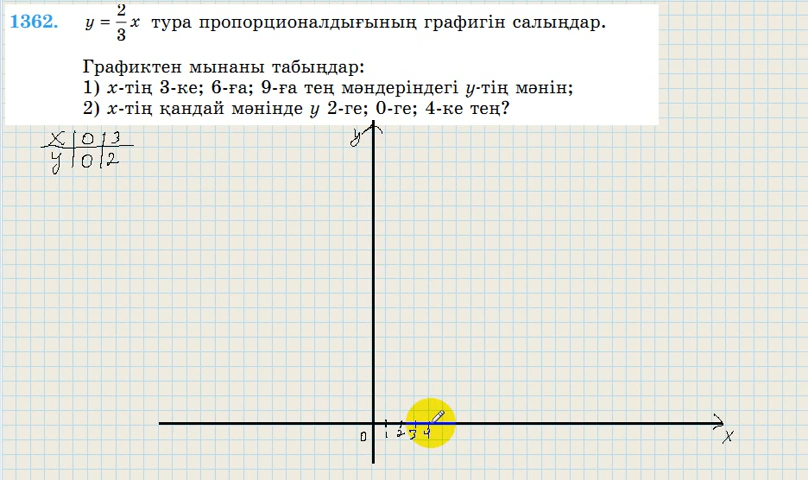 1362. y = 2/3 x тура пропорционалдығының графигін салыңдар.
Графиктен мынаны табыңдар:
1) x-тің 3-ке; 6-ға; 9-ға тең мәндеріндегі y-тің мәнін;
2) x-тің қандай мәнінде y 2-ге; 0-ге; 4-ке тең?
x | 0 | 3
y | 0 | 2
y
0 1 2 3 4
x